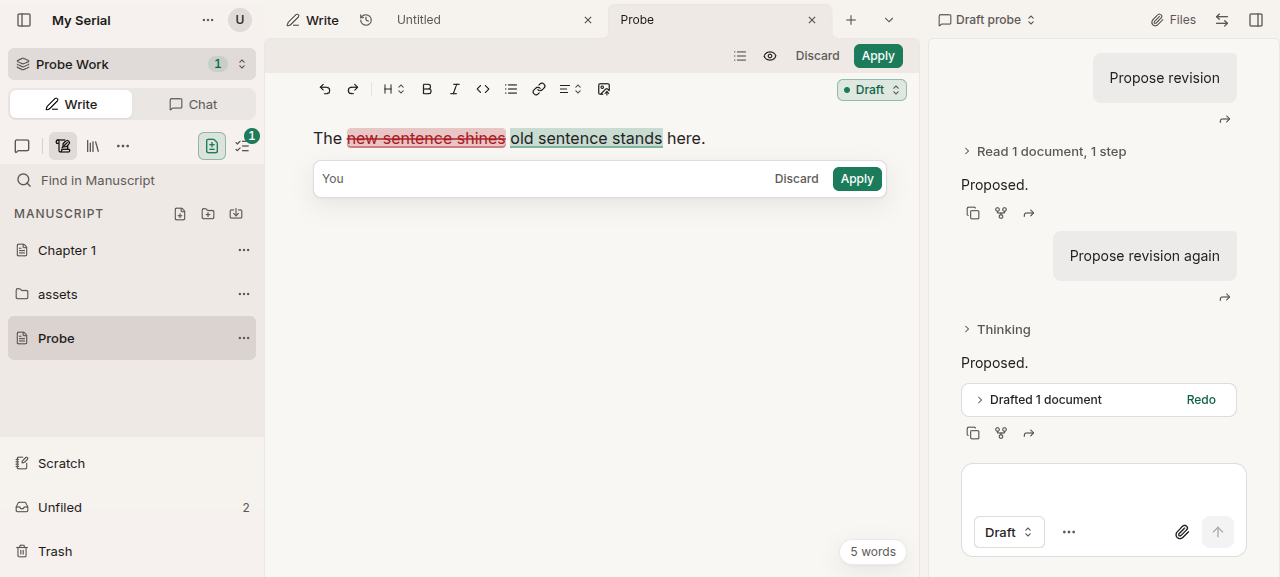 My Serial
U
Probe Work
1
Write
Chat
1
Find in Manuscript
MANUSCRIPT
Chapter 1
assets
Probe
Scratch
Unfiled
2
Trash
Write
Untitled
Probe
Discard
Apply
H
B
I
Draft
The new sentence shines old sentence stands here.
You
Discard
Apply
5 words
Draft probe
Files
Propose revision
Read 1 document, 1 step
Proposed.
Propose revision again
Thinking
Proposed.
Drafted 1 document
Redo
Draft